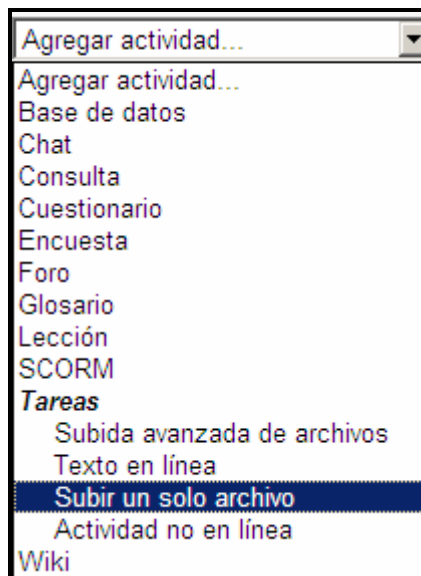 Agregar actividad...
Agregar actividad...
Base de datos
Chat
Consulta
Cuestionario
Encuesta
Foro
Glosario
Lección
SCORM
Tareas
Subida avanzada de archivos
Texto en línea
Subir un solo archivo
Actividad no en línea
Wiki